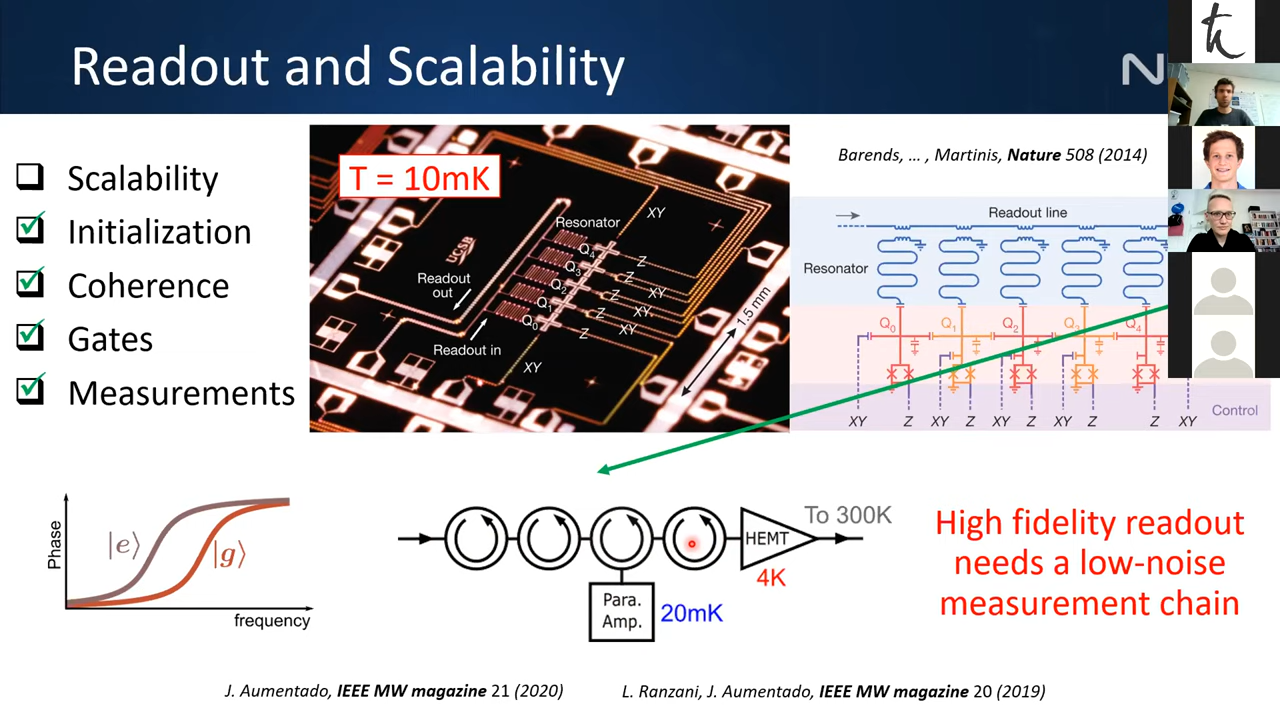 Readout and Scalability
N
Scalability
Initialization
Coherence
Gates
Measurements
T = 10mK
UCSB
Resonator
XY
Q4
Q3
Q2
Q1
Q0
Z
Z
Z
Z
Z
XY
XY
XY
XY
Readout
out
Readout in
1.5 mm
Barends, … , Martinis, Nature 508 (2014)
Readout line
Resonator
Q0
Q1
Q2
Q3
Q4
Control
XY Z XY Z XY Z XY Z Z XY
Phase
|e⟩
|g⟩
frequency
HEMT
To 300K
4K
Para.
Amp.
20mK
High fidelity readout
needs a low-noise
measurement chain
J. Aumentado, IEEE MW magazine 21 (2020)
L. Ranzani, J. Aumentado, IEEE MW magazine 20 (2019)